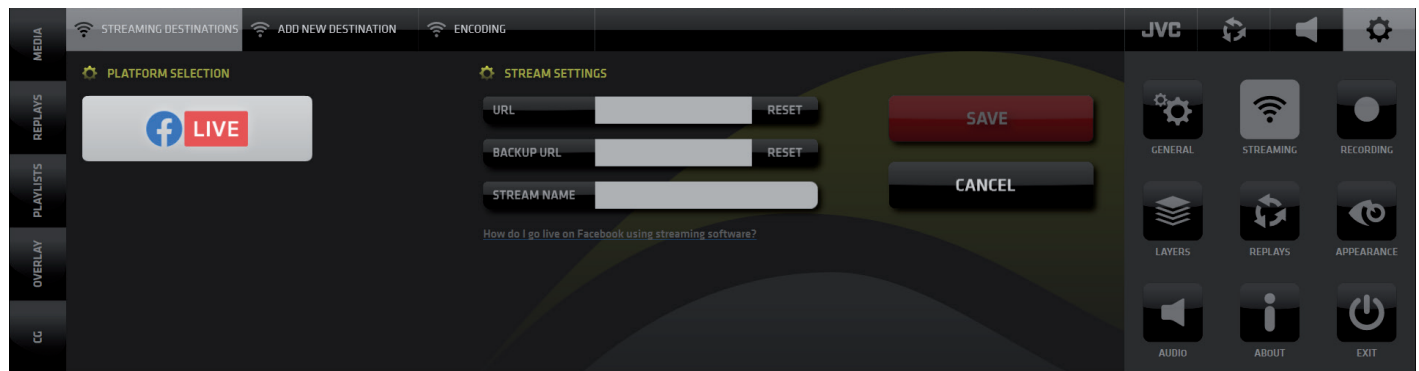 MEDIA
REPLAYS
PLAYLISTS
OVERLAY
CG
STREAMING DESTINATIONS
ADD NEW DESTINATION
ENCODING
PLATFORM SELECTION
f LIVE
STREAM SETTINGS
URL
RESET
BACKUP URL
RESET
STREAM NAME
How do I go live on Facebook using streaming software?
SAVE
CANCEL
JVC
GENERAL
STREAMING
RECORDING
LAYERS
REPLAYS
APPEARANCE
AUDIO
ABOUT
EXIT